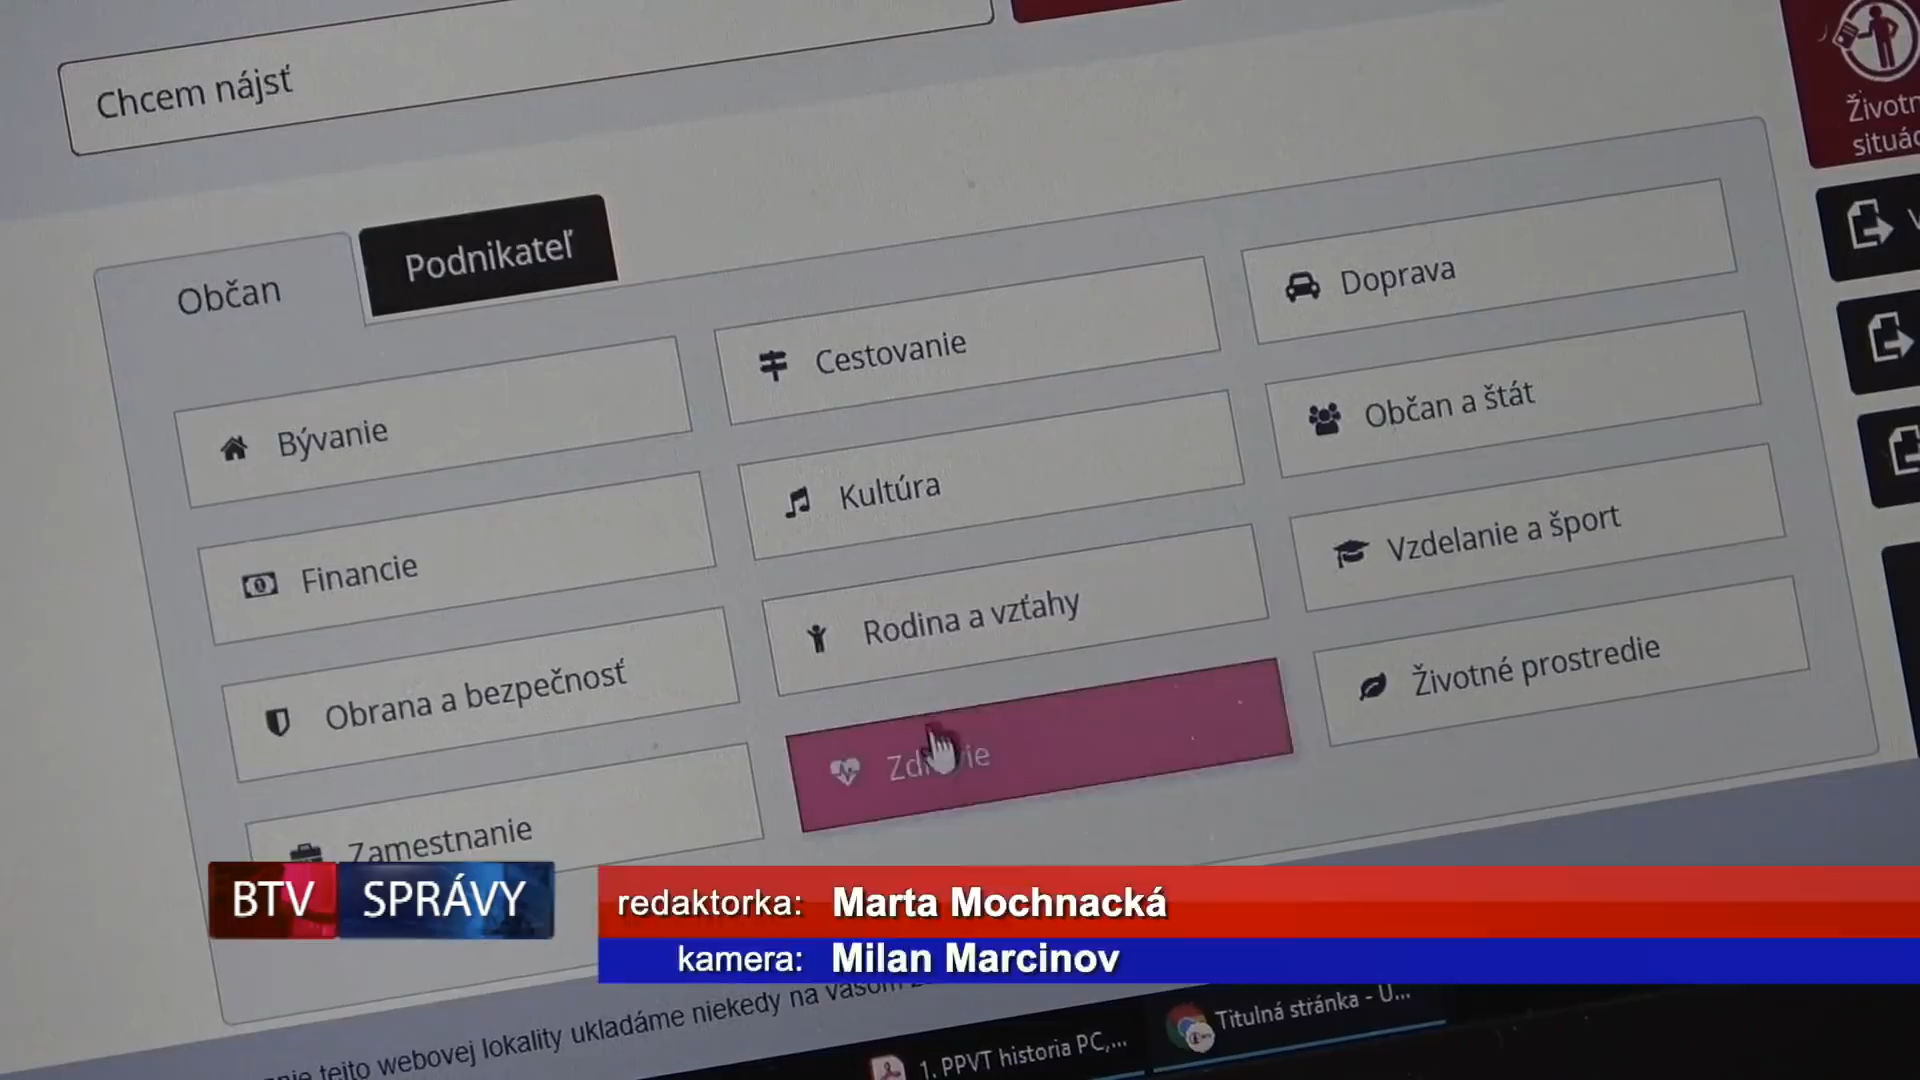 Chcem nájsť
Životn
situác
Občan
Podnikateľ
Bývanie
Cestovanie
Doprava
Financie
Kultúra
Občan a štát
Obrana a bezpečnosť
Rodina a vzťahy
Vzdelanie a šport
Zamestnanie
Životné prostredie
BTV SPRÁVY
redaktorka: Marta Mochnacká
kamera: Milan Marcinov
tejto webovej lokality ukladáme niekedy na vašom
1. PPVT historia PC,...
Titulná stránka - U...